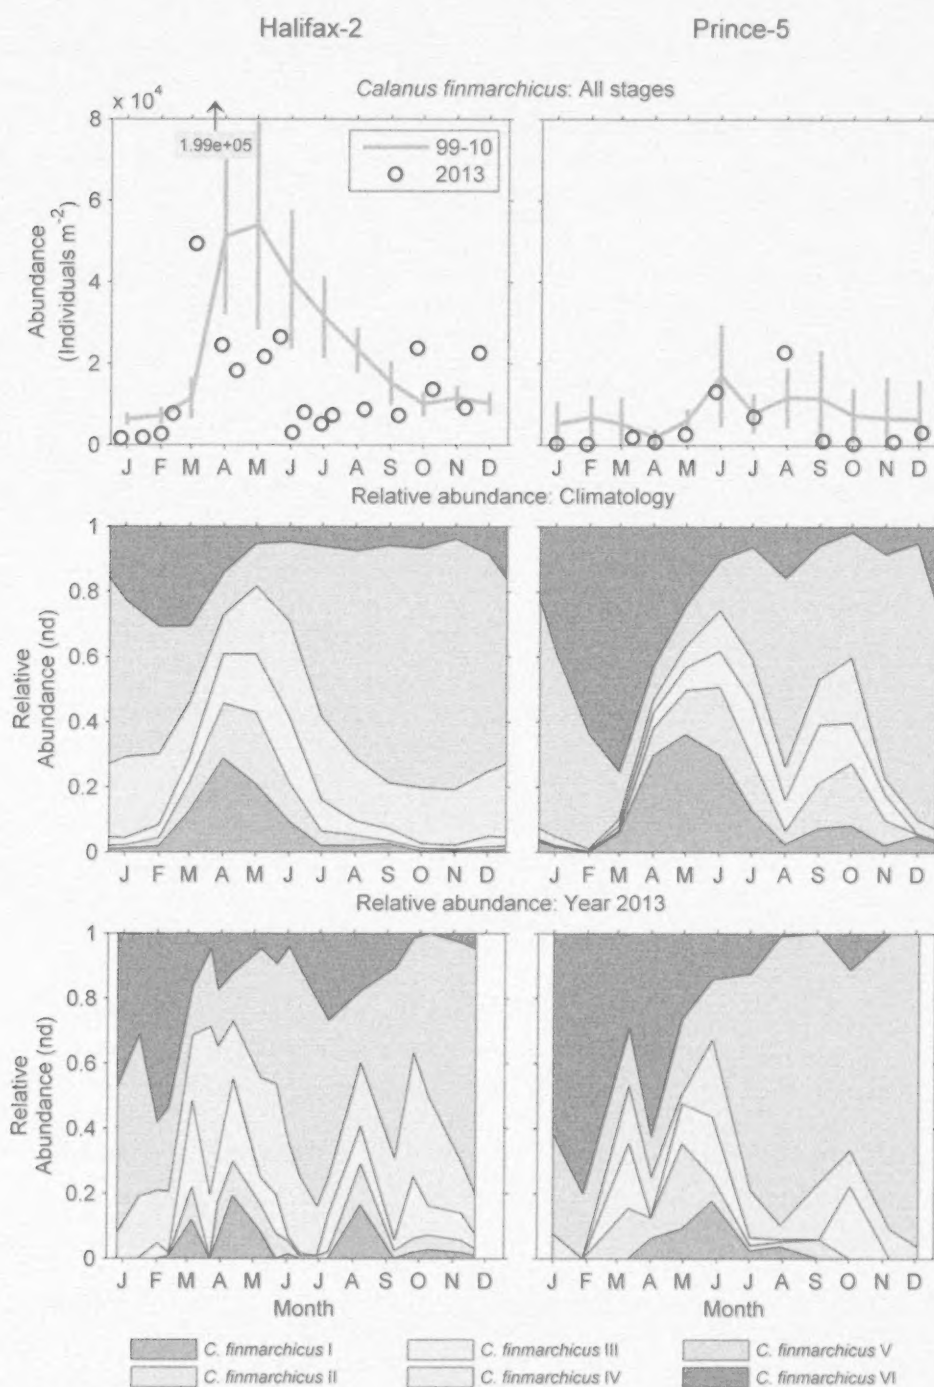 Halifax-2 Prince-5
Calanus finmarchicus: All stages
x 10^4
8
6
4
2
0
Abundance
(Individuals m^-2)
1.99e+05
99-10
2013
J F M A M J J A S O N D
J F M A M J J A S O N D
Relative abundance: Climatology
1
0.8
0.6
0.4
0.2
0
Relative
Abundance (nd)
J F M A M J J A S O N D
J F M A M J J A S O N D
Relative abundance: Year 2013
1
0.8
0.6
0.4
0.2
0
Relative
Abundance (nd)
J F M A M J J A S O N D
J F M A M J J A S O N D
Month Month
C. finmarchicus I C. finmarchicus III C. finmarchicus V
C. finmarchicus II C. finmarchicus IV C. finmarchicus VI